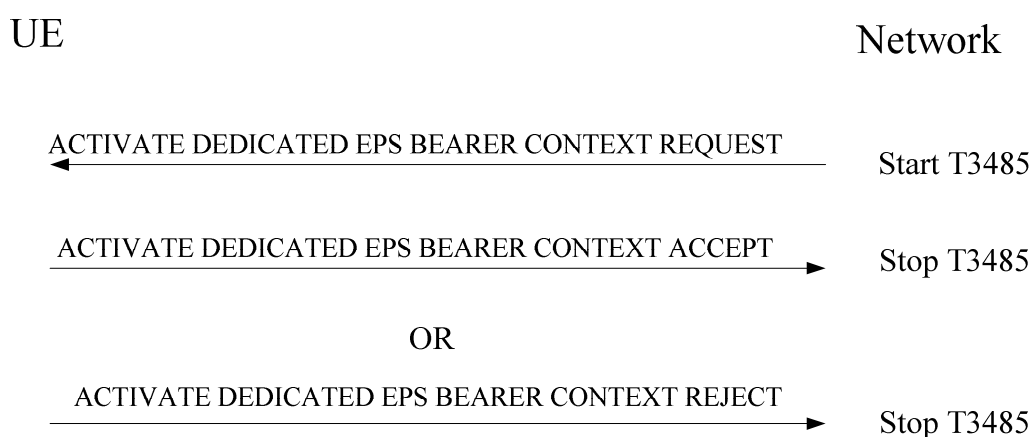 UE
Network
ACTIVATE DEDICATED EPS BEARER CONTEXT REQUEST
Start T3485
ACTIVATE DEDICATED EPS BEARER CONTEXT ACCEPT
Stop T3485
OR
ACTIVATE DEDICATED EPS BEARER CONTEXT REJECT
Stop T3485